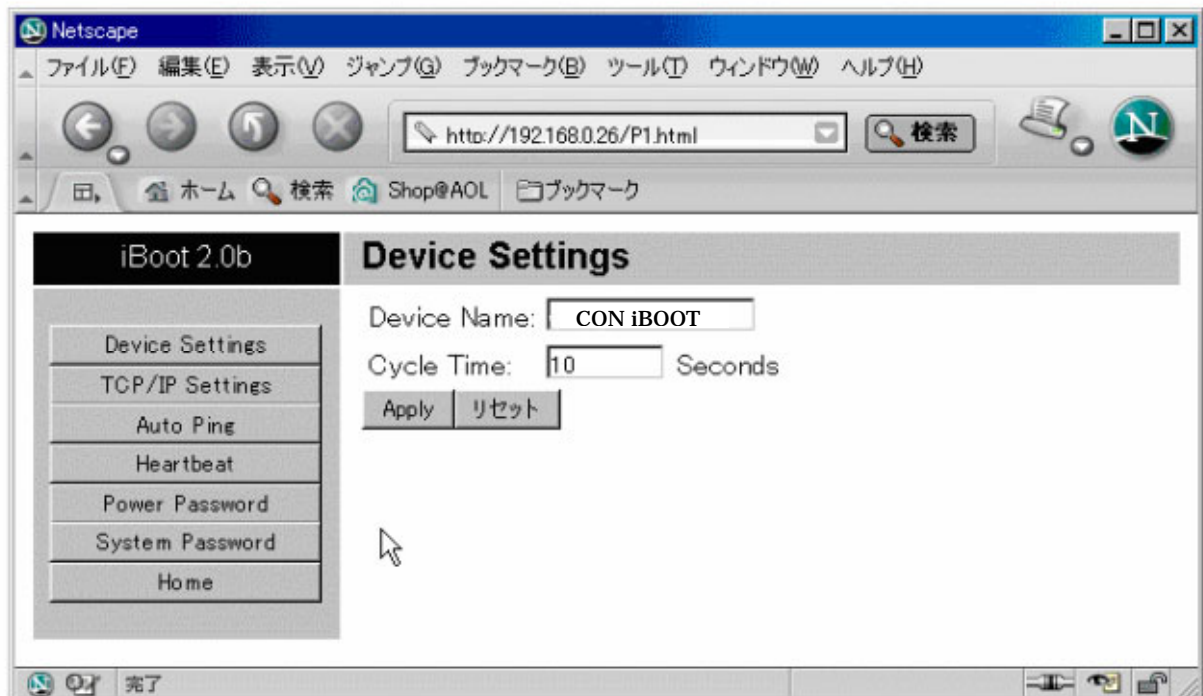 Netscape
ファイル(F) 編集(E) 表示(V) ジャンプ(G) ブックマーク(B) ツール(T) ウィンドウ(W) ヘルプ(H)
http://192.168.0.26/P1.html 検索 N
ホーム 検索 Shop@AOL ブックマーク
iBoot 2.0b
Device Settings
Device Name: CON iBOOT
Cycle Time: 10 Seconds
Apply リセット
Device Settings
TCP/IP Settings
Auto Ping
Heartbeat
Power Password
System Password
Home
完了